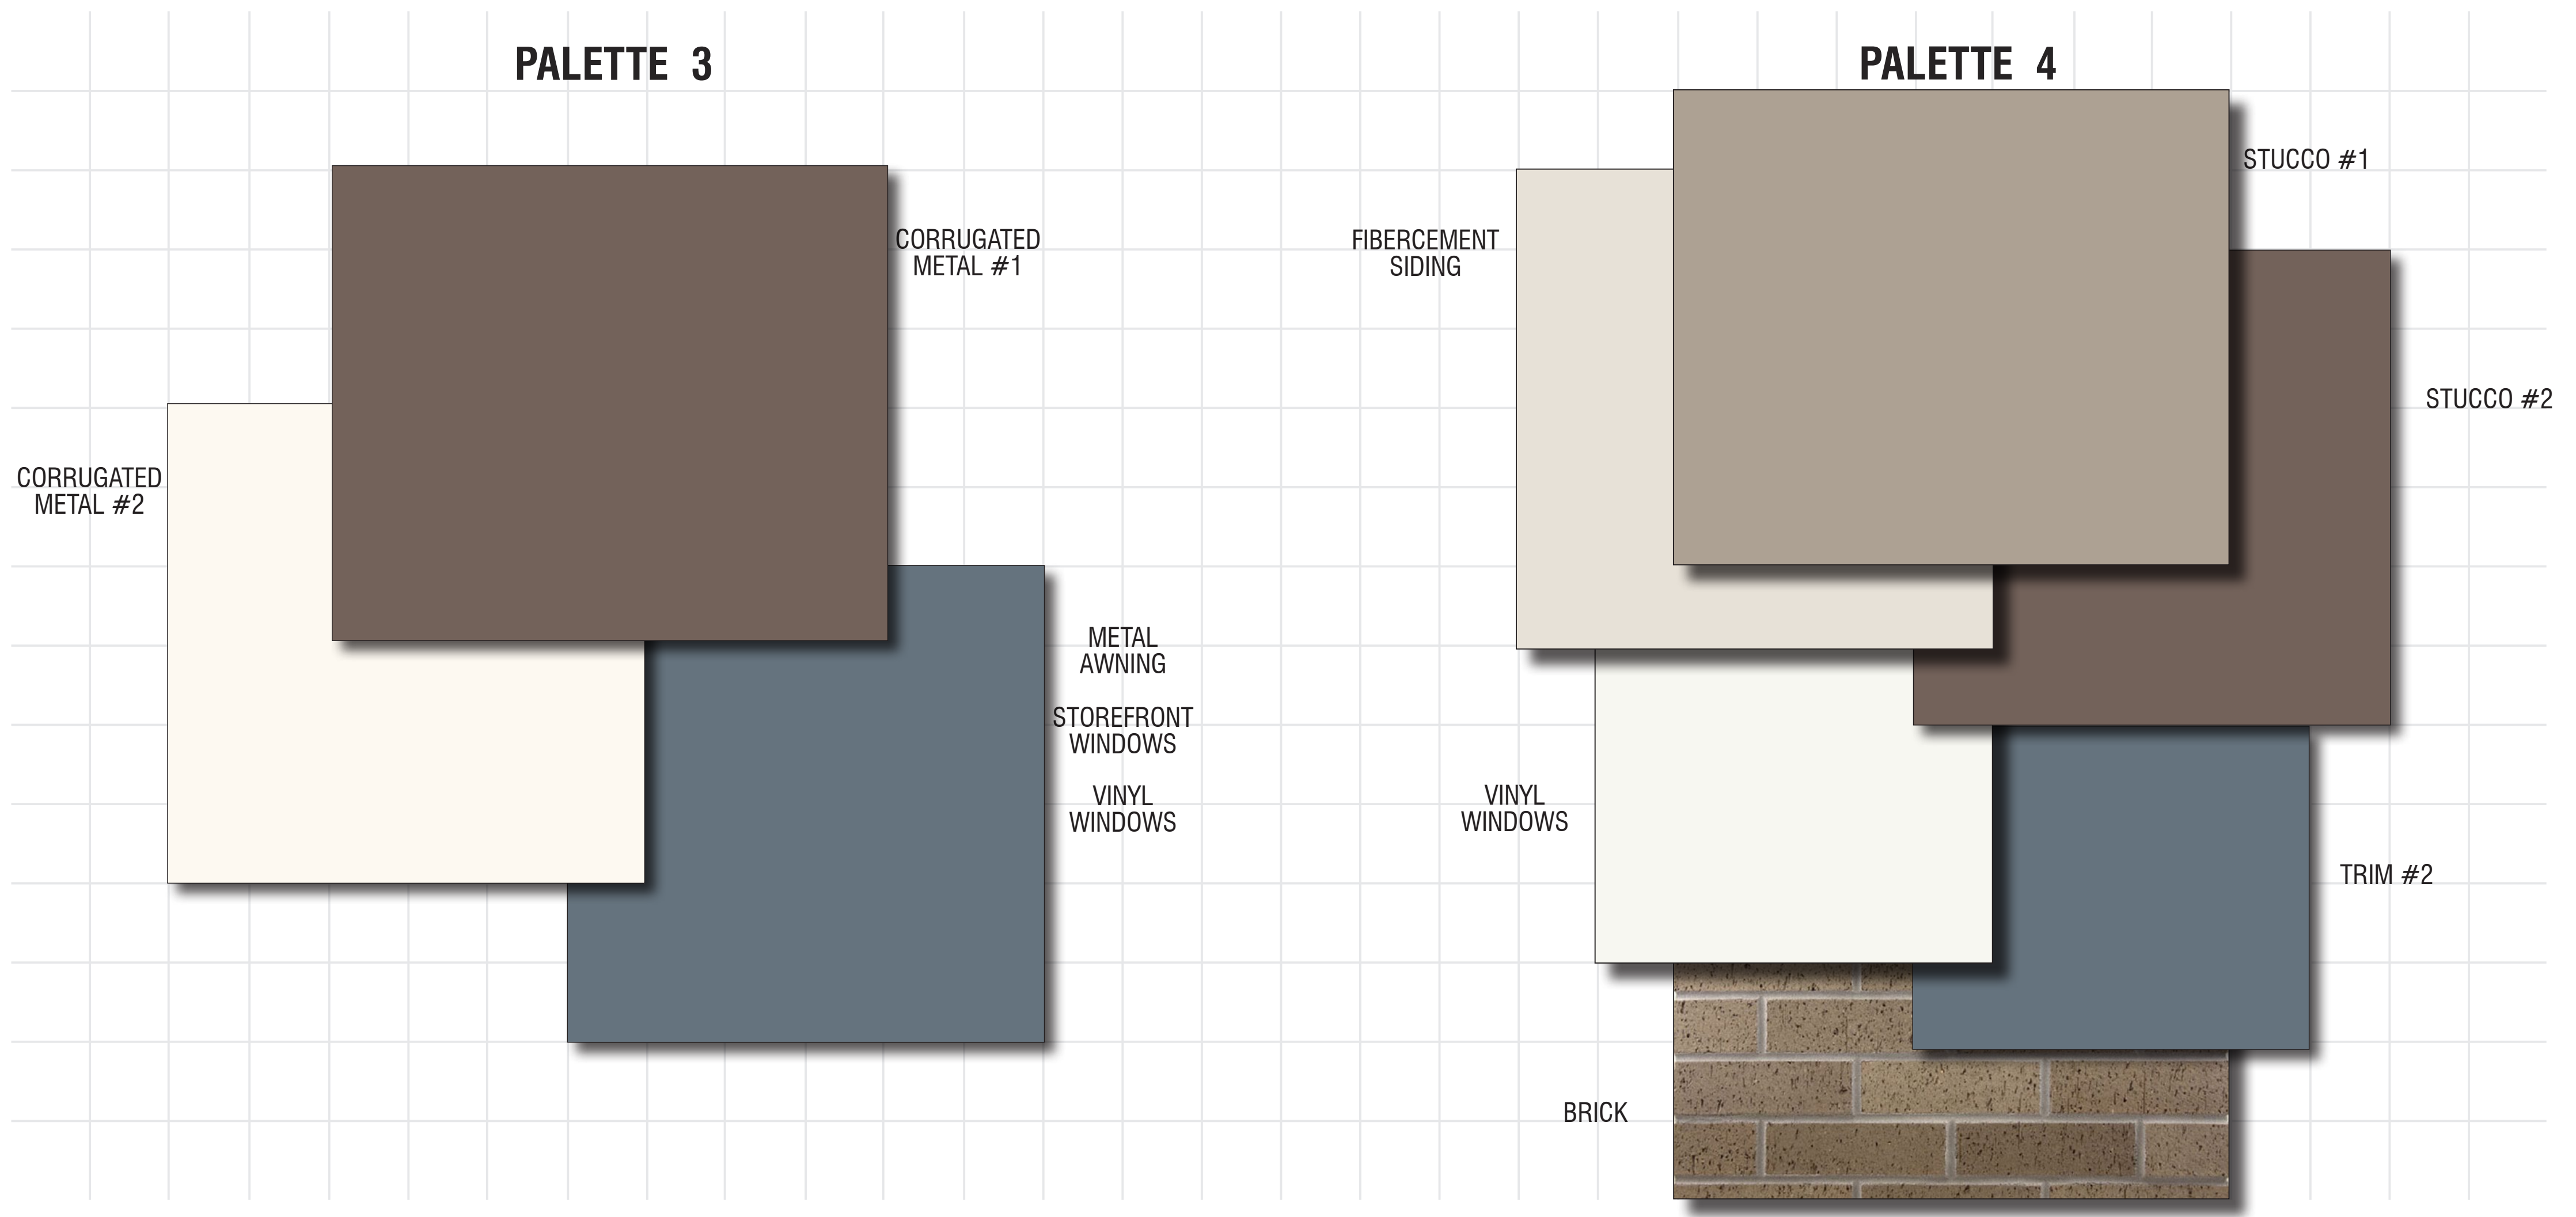 PALETTE 3
CORRUGATED
METAL #1
CORRUGATED
METAL #2
METAL
AWNING
STOREFRONT
WINDOWS
VINYL
WINDOWS
PALETTE 4
STUCCO #1
FIBERCEMENT
SIDING
STUCCO #2
VINYL
WINDOWS
TRIM #2
BRICK